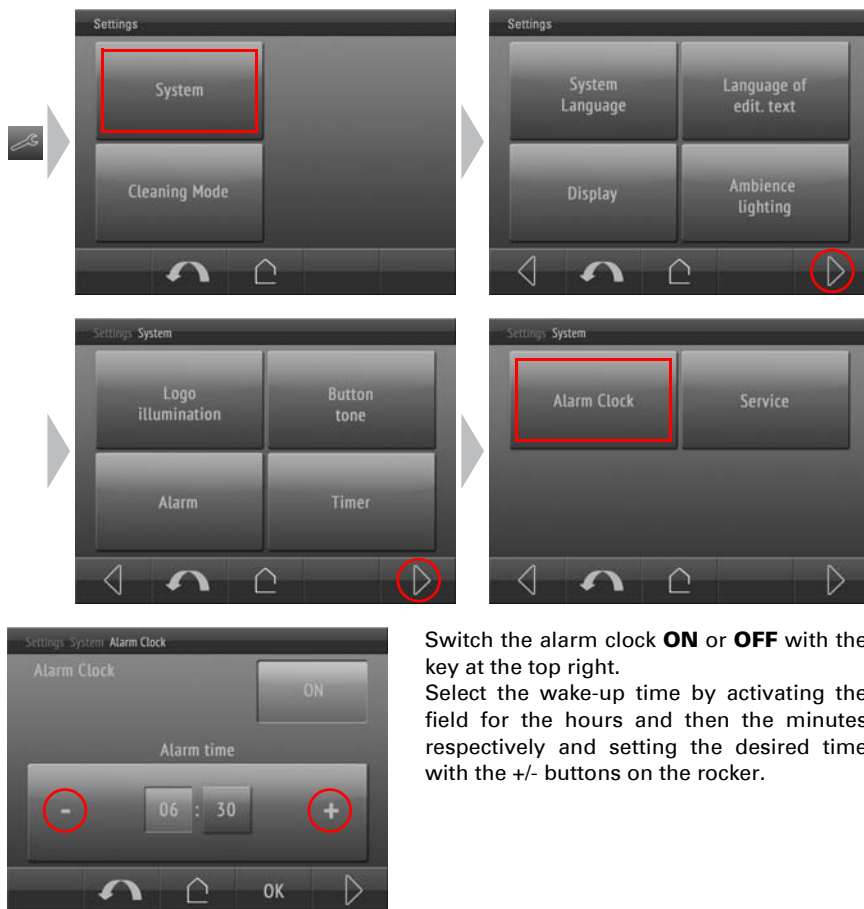 Settings
System
Cleaning Mode
Settings
System
Language
Language of
edit. text
Display
Ambience
lighting
Settings System
Logo
illumination
Button
tone
Alarm
Timer
Settings System
Alarm Clock
Service
Settings System Alarm Clock
Alarm Clock
ON
Alarm time
- 06 : 30 +
OK
Switch the alarm clock ON or OFF with the
key at the top right.
Select the wake-up time by activating the
field for the hours and then the minutes
respectively and setting the desired time
with the +/- buttons on the rocker.